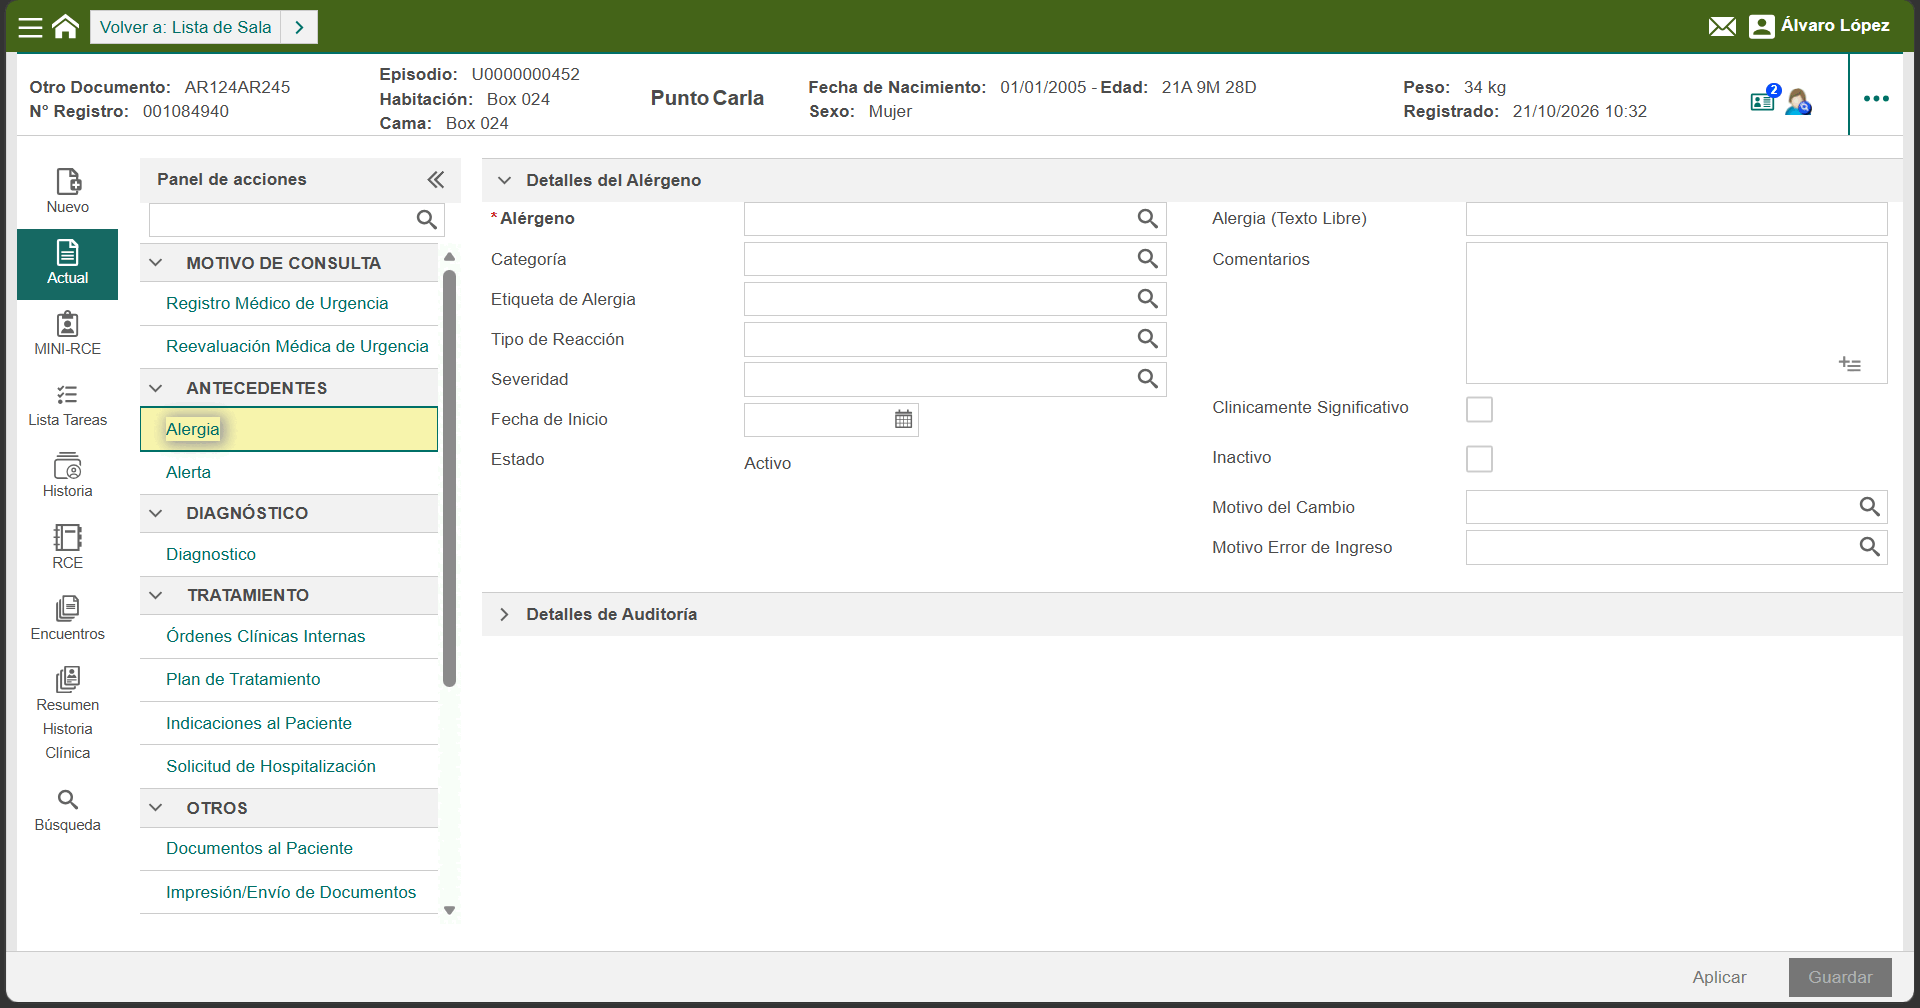 Volver a: Lista de Sala
Álvaro López
Otro Documento: AR124AR245
N° Registro: 001084940
Episodio: U0000000452
Habitación: Box 024
Cama: Box 024
Punto Carla
Fecha de Nacimiento: 01/01/2005 - Edad: 21A 9M 28D
Sexo: Mujer
Peso: 34 kg
Registrado: 21/10/2026 10:32
2
Nuevo
Actual
MINI-RCE
Lista Tareas
Historia
RCE
Encuentros
Resumen
Historia
Clínica
Búsqueda
Panel de acciones
MOTIVO DE CONSULTA
Registro Médico de Urgencia
Reevaluación Médica de Urgencia
ANTECEDENTES
Alergia
Alerta
DIAGNÓSTICO
Diagnostico
TRATAMIENTO
Órdenes Clínicas Internas
Plan de Tratamiento
Indicaciones al Paciente
Solicitud de Hospitalización
OTROS
Documentos al Paciente
Impresión/Envío de Documentos
Detalles del Alérgeno
* Alérgeno
Categoría
Etiqueta de Alergia
Tipo de Reacción
Severidad
Fecha de Inicio
Estado Activo
Alergia (Texto Libre)
Comentarios
Clinicamente Significativo
Inactivo
Motivo del Cambio
Motivo Error de Ingreso
Detalles de Auditoría
Aplicar
Guardar